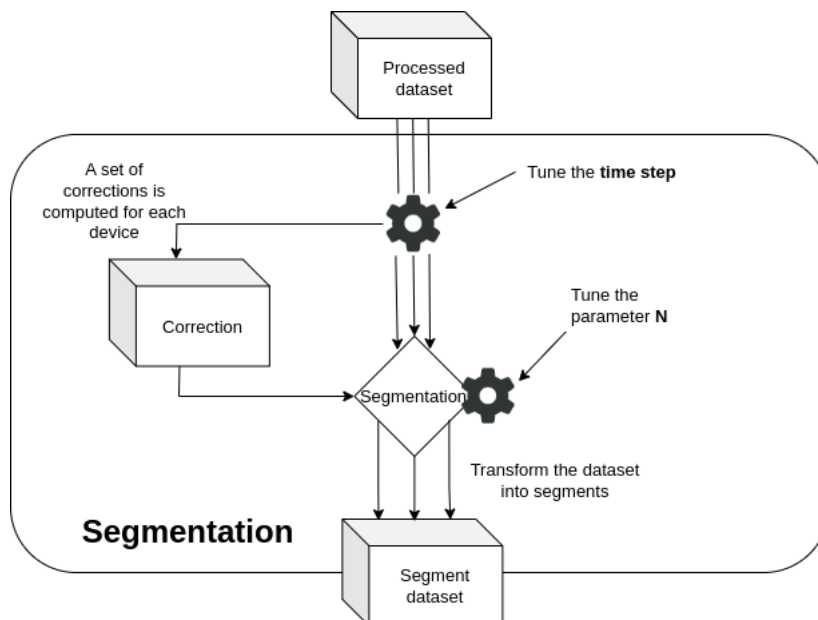 Processed
dataset
A set of
corrections is
computed for each
device
Tune the time step
Correction
Tune the
parameter N
Segmentation
Transform the dataset
into segments
Segmentation
Segment
dataset